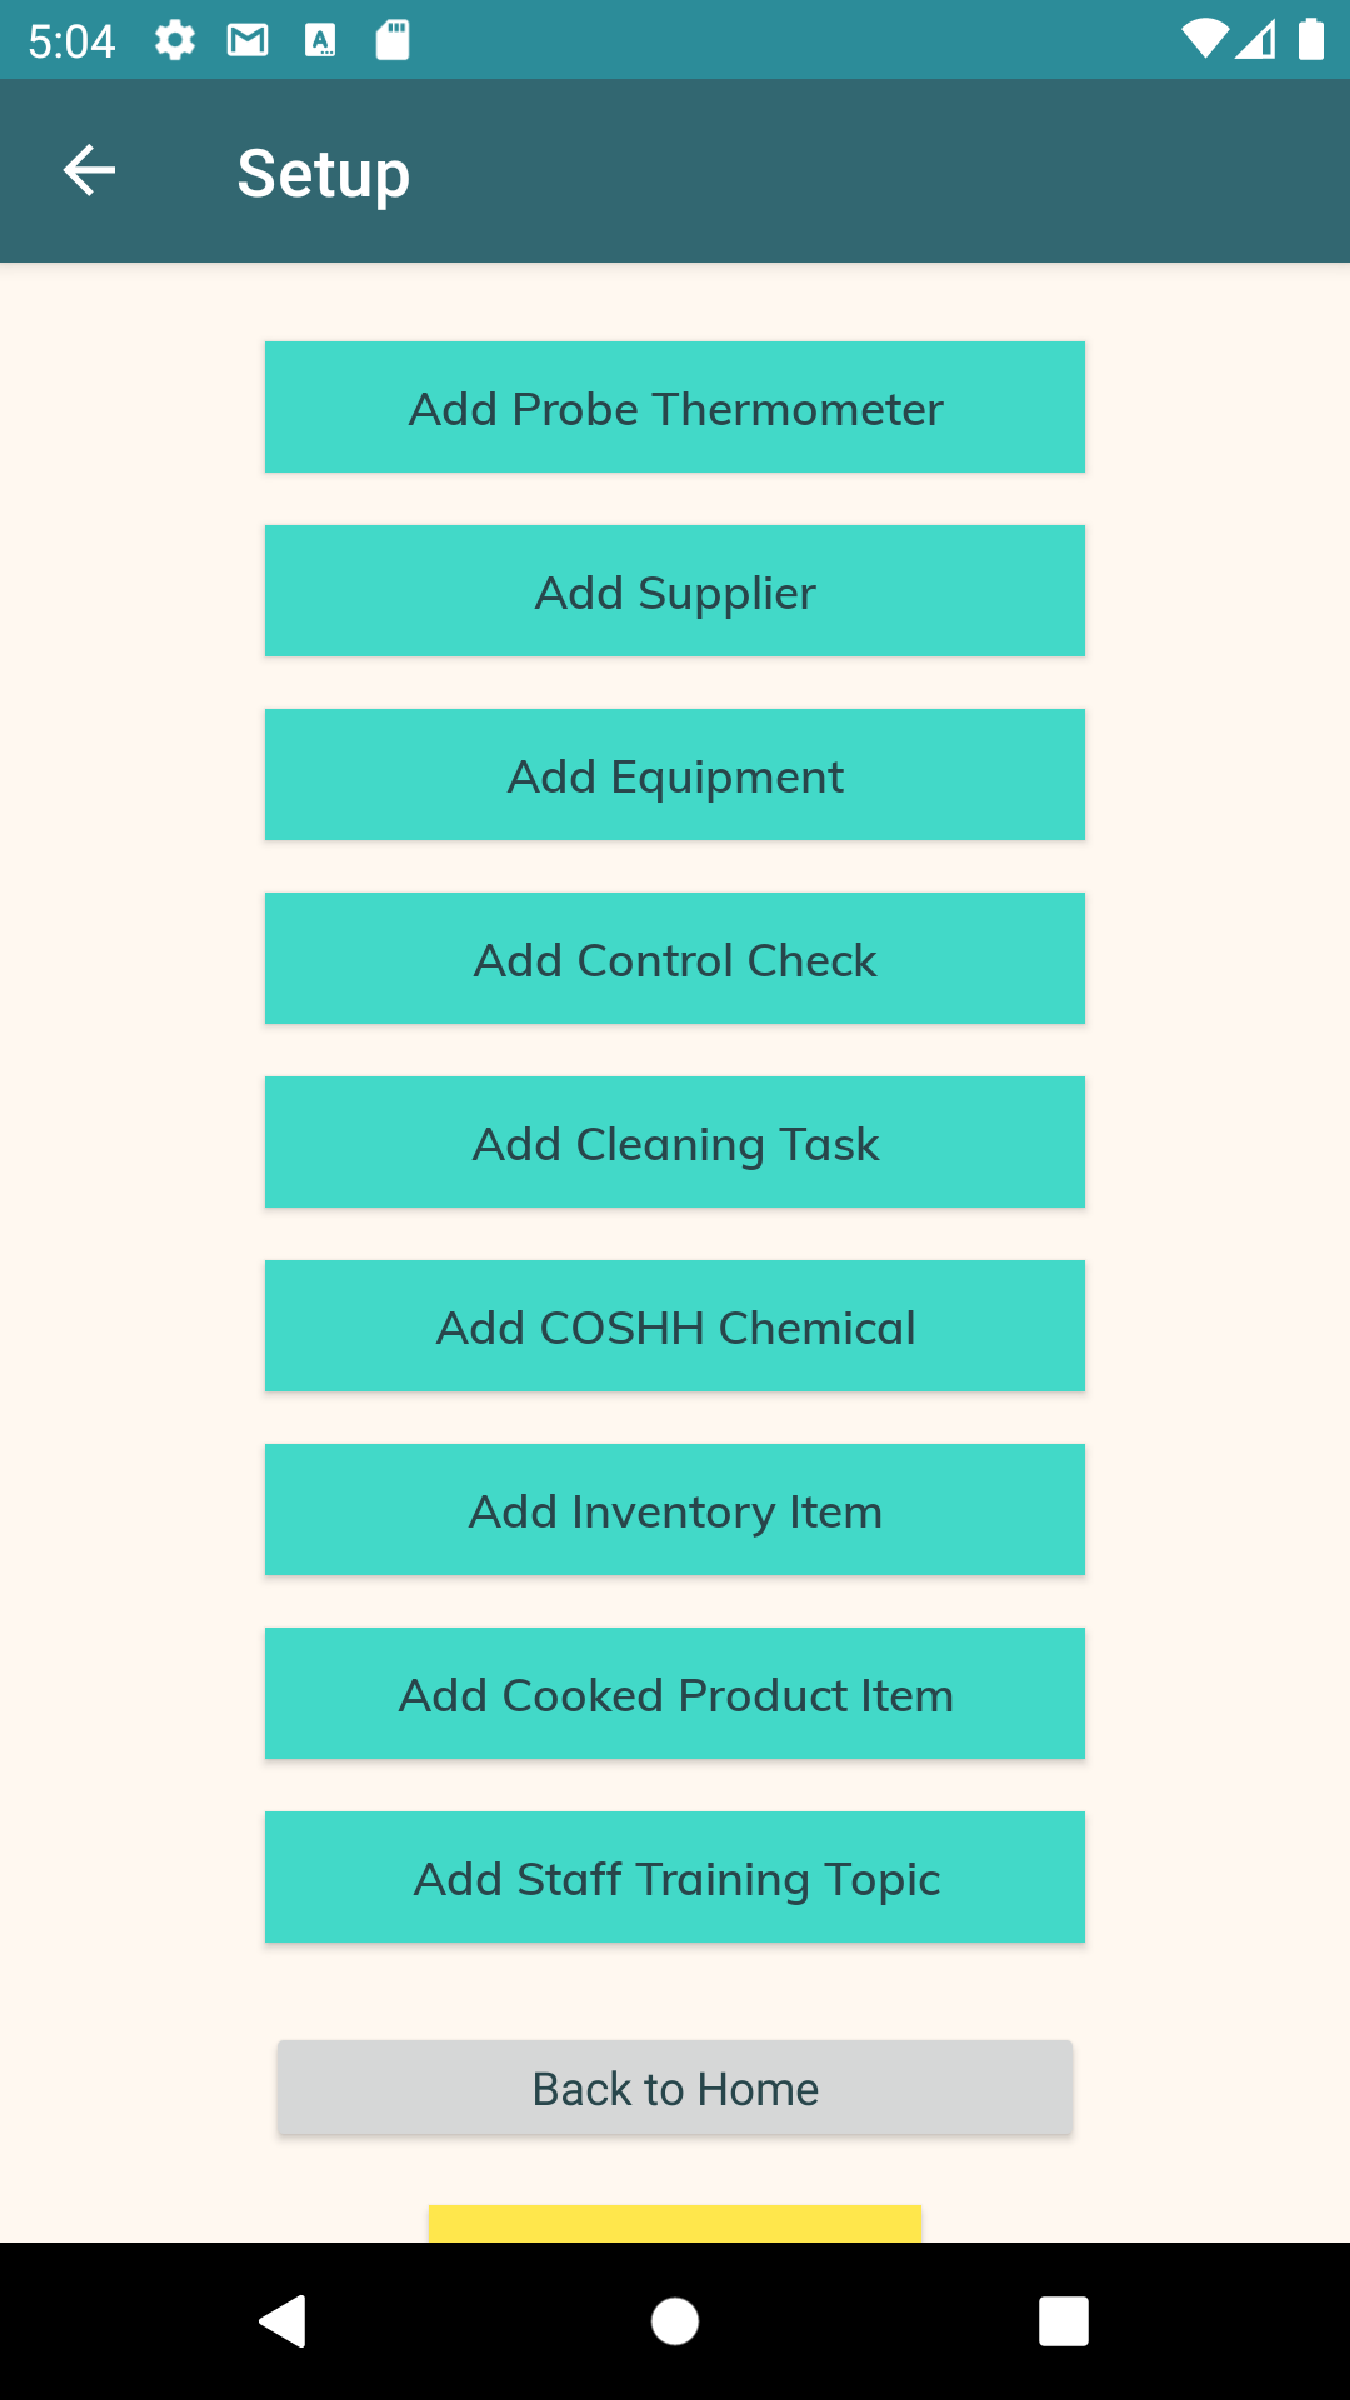 5:04
Setup
Add Probe Thermometer
Add Supplier
Add Equipment
Add Control Check
Add Cleaning Task
Add COSHH Chemical
Add Inventory Item
Add Cooked Product Item
Add Staff Training Topic
Back to Home